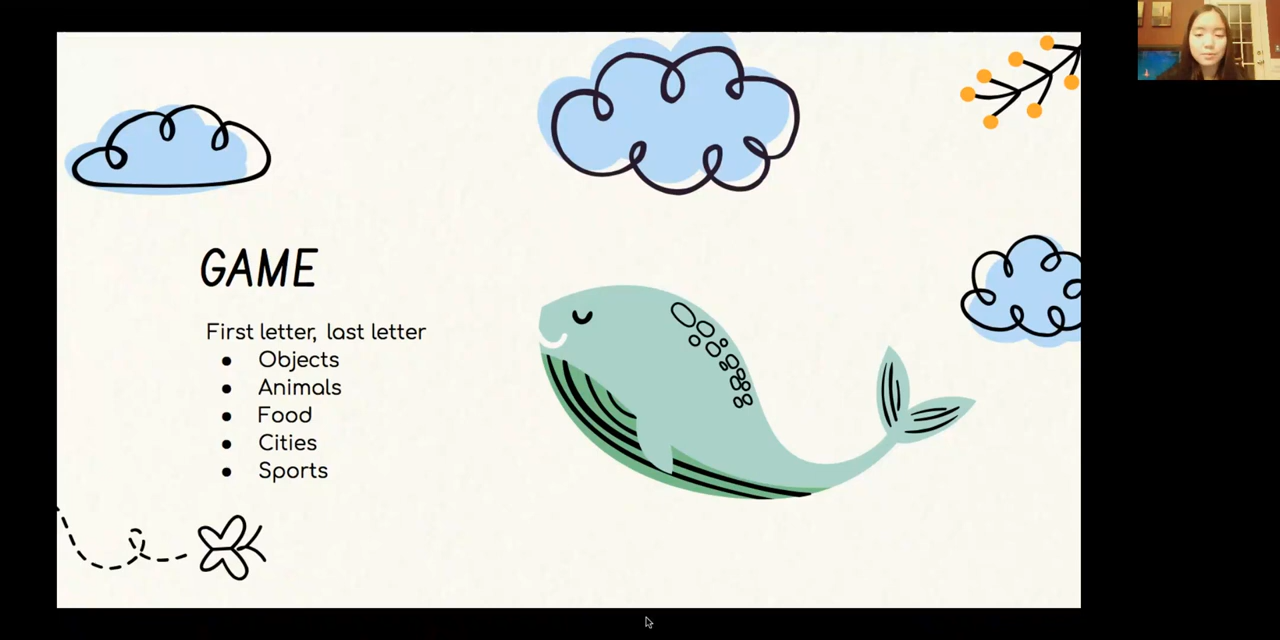 GAME
First letter, last letter
● Objects
● Animals
● Food
● Cities
● Sports